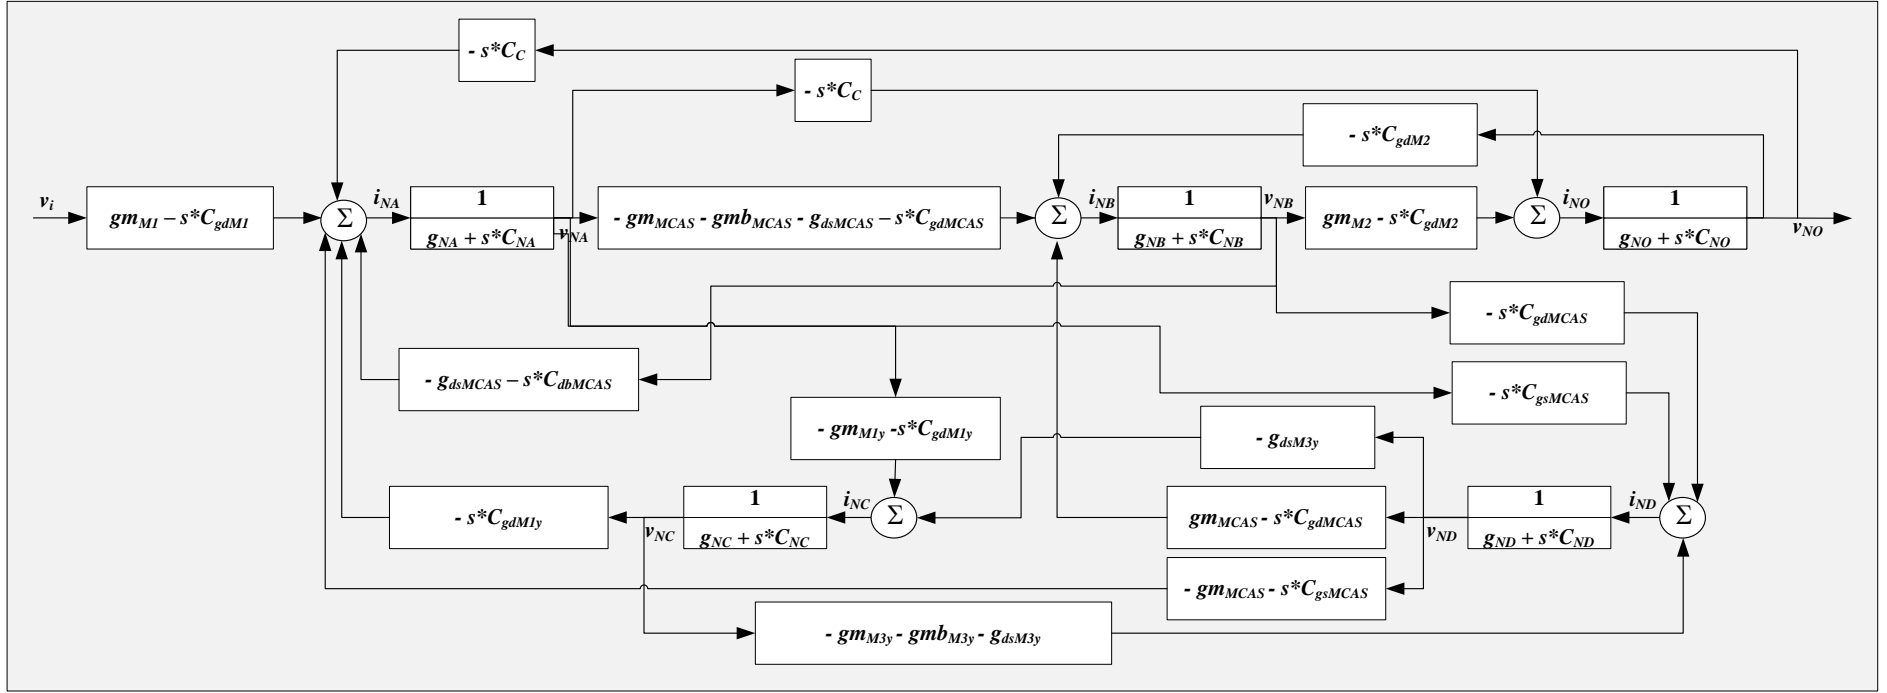 - s*C_C
- s*C_C
- s*C_gdM2
v_i
gm_M1 – s*C_gdM1
Σ
i_NA
1
g_NA + s*C_NA
v_NA
- gm_MCAS - gmb_MCAS - g_dsMCAS – s*C_gdMCAS
Σ
i_NB
1
g_NB + s*C_NB
v_NB
gm_M2 - s*C_gdM2
Σ
i_NO
1
g_NO + s*C_NO
v_NO
- s*C_gdMCAS
- g_dsMCAS – s*C_dbMCAS
- s*C_gsMCAS
- gm_M1y -s*C_gdM1y
- g_dsM3y
- s*C_gdM1y
v_NC
1
g_NC + s*C_NC
i_NC
Σ
gm_MCAS - s*C_gdMCAS
v_ND
1
g_ND + s*C_ND
i_ND
Σ
- gm_MCAS - s*C_gsMCAS
- gm_M3y - gmb_M3y - g_dsM3y